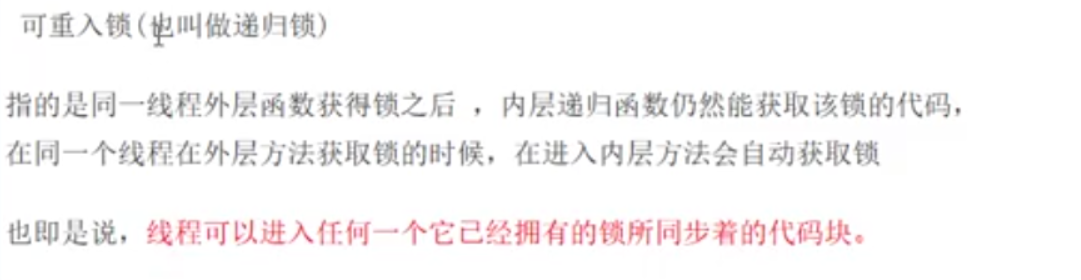 可重入锁(也叫做递归锁)
指的是同一线程外层函数获得锁之后 ，内层递归函数仍然能获取该锁的代码，
在同一个线程在外层方法获取锁的时候，在进入内层方法会自动获取锁
也即是说，线程可以进入任何一个它已经拥有的锁所同步着的代码块。